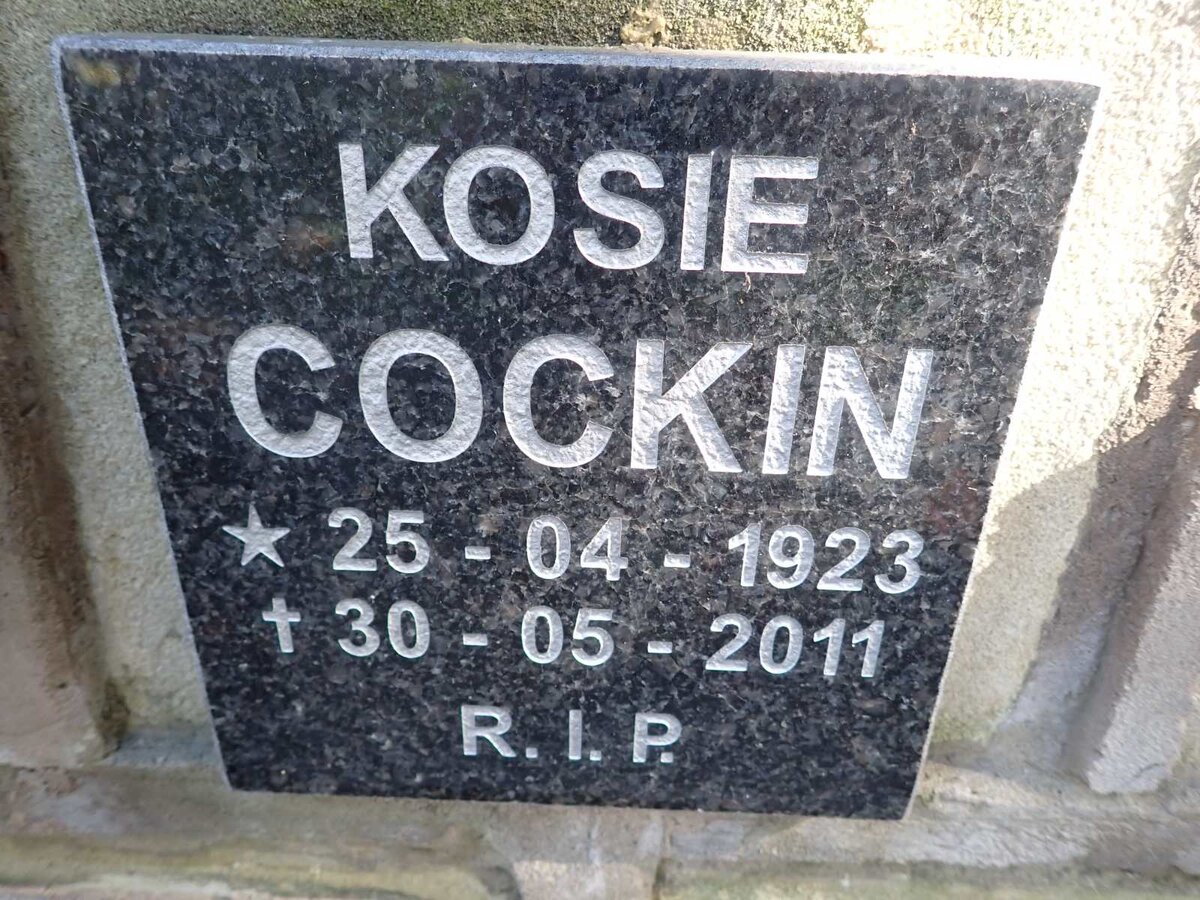 KOSIE
COCKIN
★ 25 - 04 - 1923
✝ 30 - 05 - 2011
R. I. P.